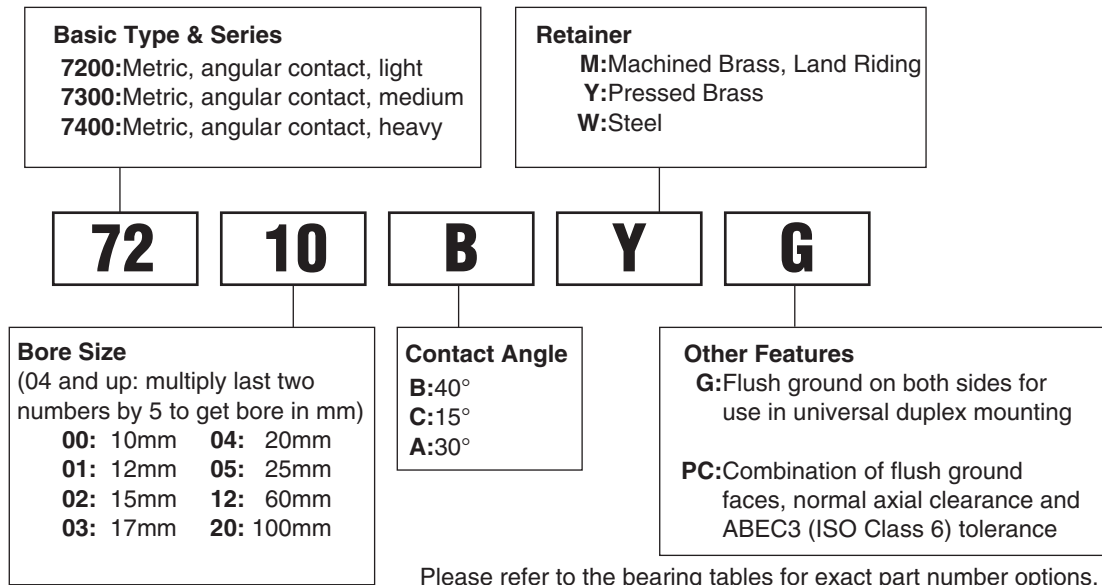 Basic Type & Series
7200:Metric, angular contact, light
7300:Metric, angular contact, medium
7400:Metric, angular contact, heavy
Retainer
M:Machined Brass, Land Riding
Y:Pressed Brass
W:Steel
72 10 B Y G
Bore Size
(04 and up: multiply last two
numbers by 5 to get bore in mm)
00: 10mm 04: 20mm
01: 12mm 05: 25mm
02: 15mm 12: 60mm
03: 17mm 20: 100mm
Contact Angle
B:40°
C:15°
A:30°
Other Features
G:Flush ground on both sides for
use in universal duplex mounting
PC:Combination of flush ground
faces, normal axial clearance and
ABEC3 (ISO Class 6) tolerance
Please refer to the bearing tables for exact part number options.